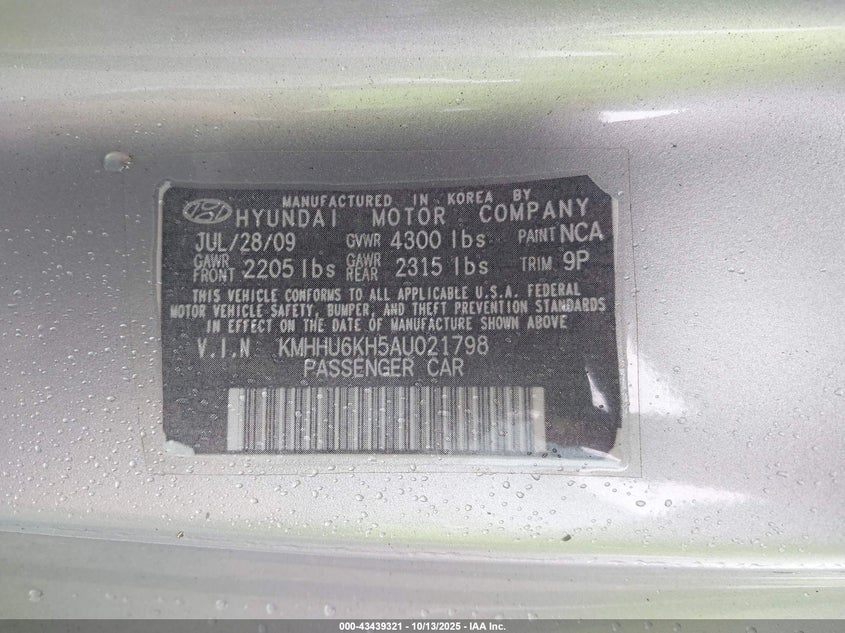 MANUFACTURED IN KOREA BY
HYUNDAI MOTOR COMPANY
JUL/28/09 GVWR 4300 lbs PAINT NCA
GAWR FRONT 2205 lbs GAWR REAR 2315 lbs TRIM 9P
THIS VEHICLE CONFORMS TO ALL APPLICABLE U.S.A. FEDERAL
MOTOR VEHICLE SAFETY, BUMPER, AND THEFT PREVENTION STANDARDS
IN EFFECT ON THE DATE OF MANUFACTURE SHOWN ABOVE
V.I.N KMHHU6KH5AU021798
PASSENGER CAR
000-43439321 | 10/13/2025 | IAA Inc.